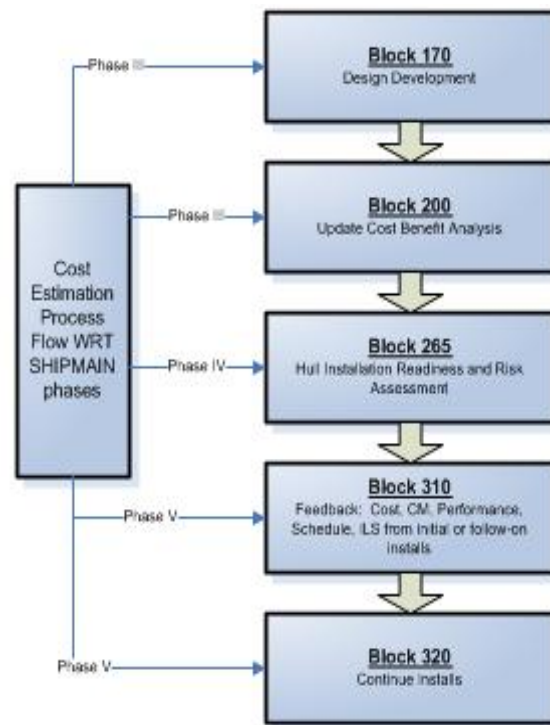 Phase
Block 170
Design Development
Phase
Block 200
Update Cost Benefit Analysis
Cost
Estimation
Process
Flow WRT
SHIPMAIN
phases
Phase IV
Block 265
Hull Installation Readiness and Risk
Assessment
Phase V
Block 310
Feedback: Cost, CM, Performance,
Schedule, ILS from initial or follow-on
installs
Phase V
Block 320
Continue Installs